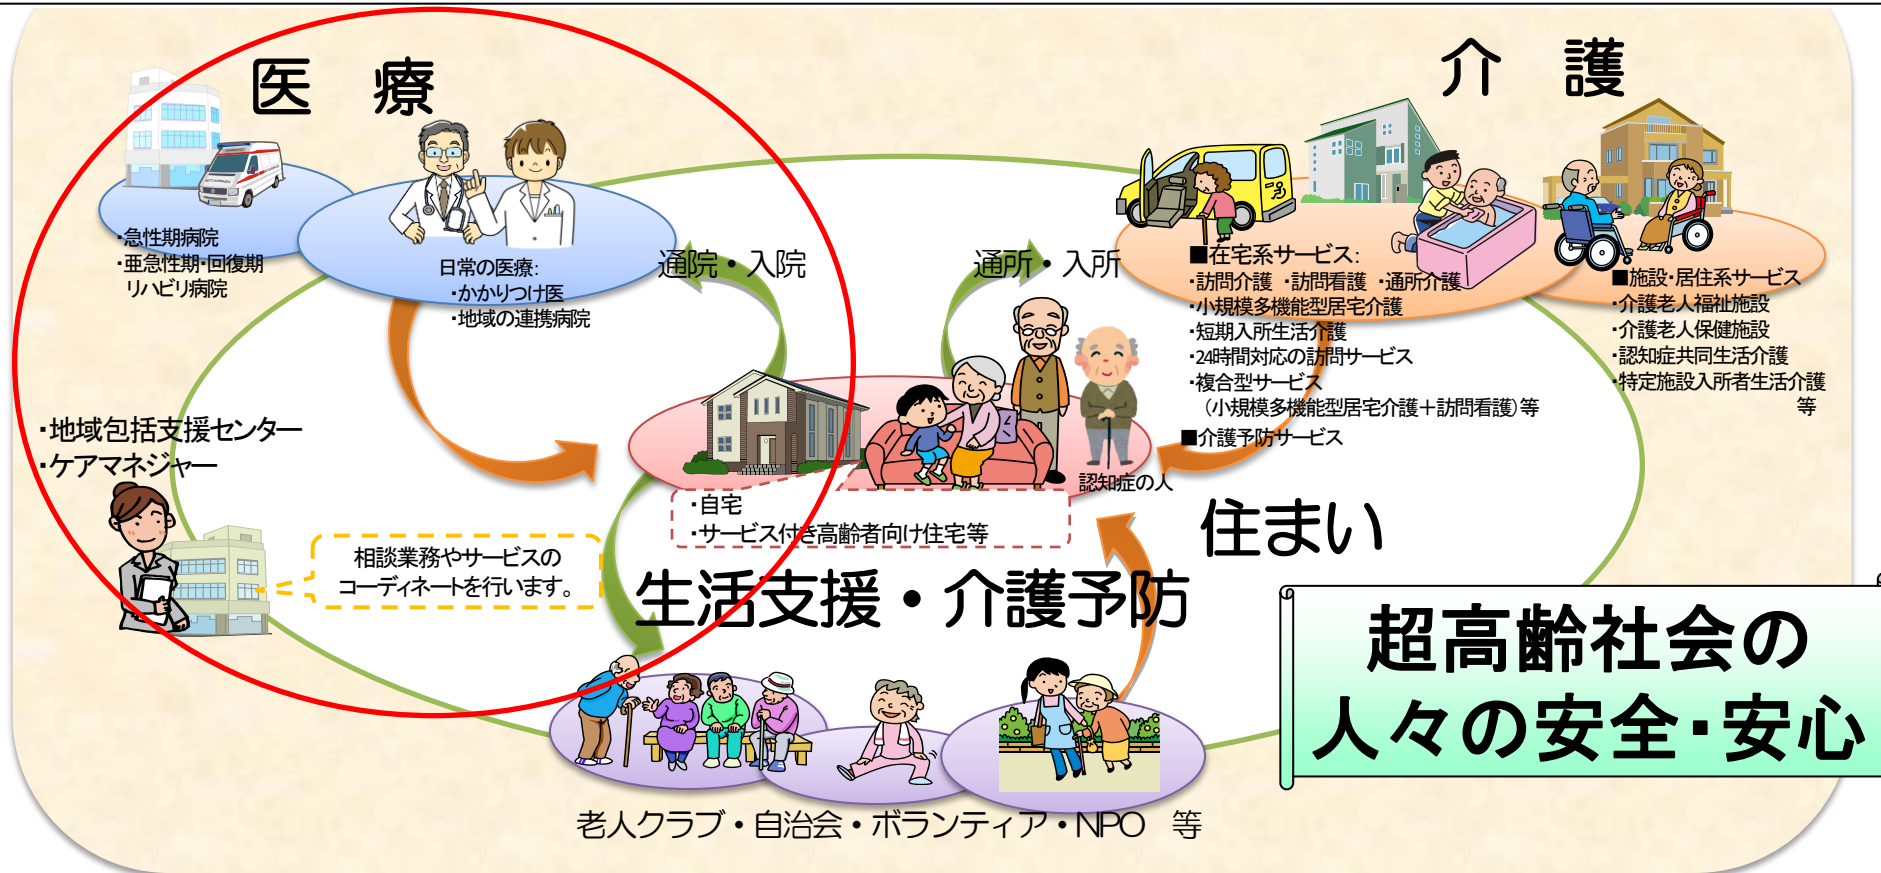 医　療
・急性期病院
・亜急性期・回復期
リハビリ病院
日常の医療：
・かかりつけ医
・地域の連携病院
通院・入院
通所・入所
介　護
■在宅系サービス：
・訪問介護 ・訪問看護 ・通所介護
・小規模多機能型居宅介護
・短期入所生活介護
・24時間対応の訪問サービス
・複合型サービス
（小規模多機能型居宅介護＋訪問看護）等
■介護予防サービス
■施設・居住系サービス
・介護老人福祉施設
・介護老人保健施設
・認知症共同生活介護
・特定施設入所者生活介護
等
・地域包括支援センター
・ケアマネジャー
相談業務やサービスの
コーディネートを行います。
認知症の人
・自宅
・サービス付き高齢者向け住宅等
住まい
生活支援・介護予防
超高齢社会の
人々の安全・安心
老人クラブ・自治会・ボランティア・NPO　等